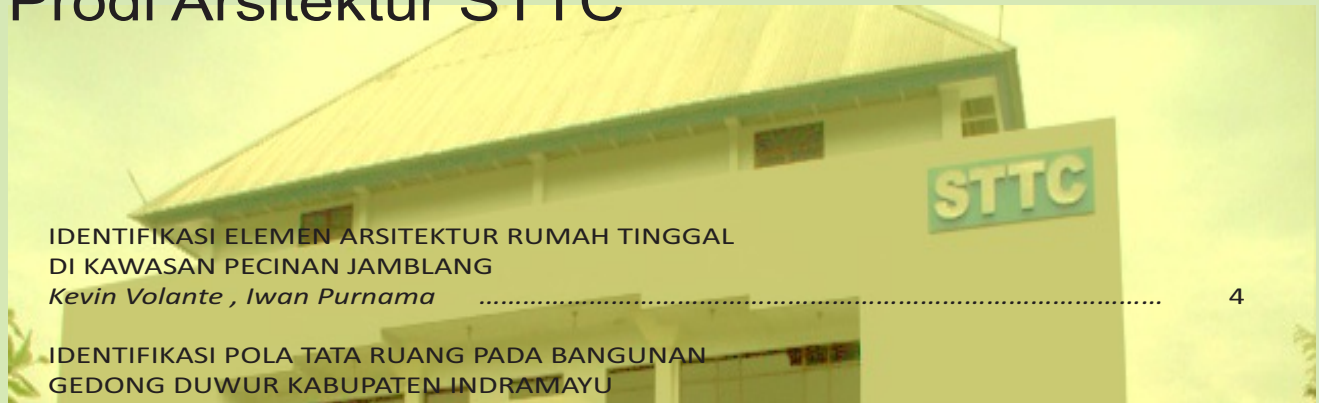 Prodi Arsitektur STTC
STTC
IDENTIFIKASI ELEMEN ARSITEKTUR RUMAH TINGGAL
DI KAWASAN PECINAN JAMBLANG
Kevin Volante , Iwan Purnama ........................................................................................ 4
IDENTIFIKASI POLA TATA RUANG PADA BANGUNAN
GEDONG DUWUR KABUPATEN INDRAMAYU